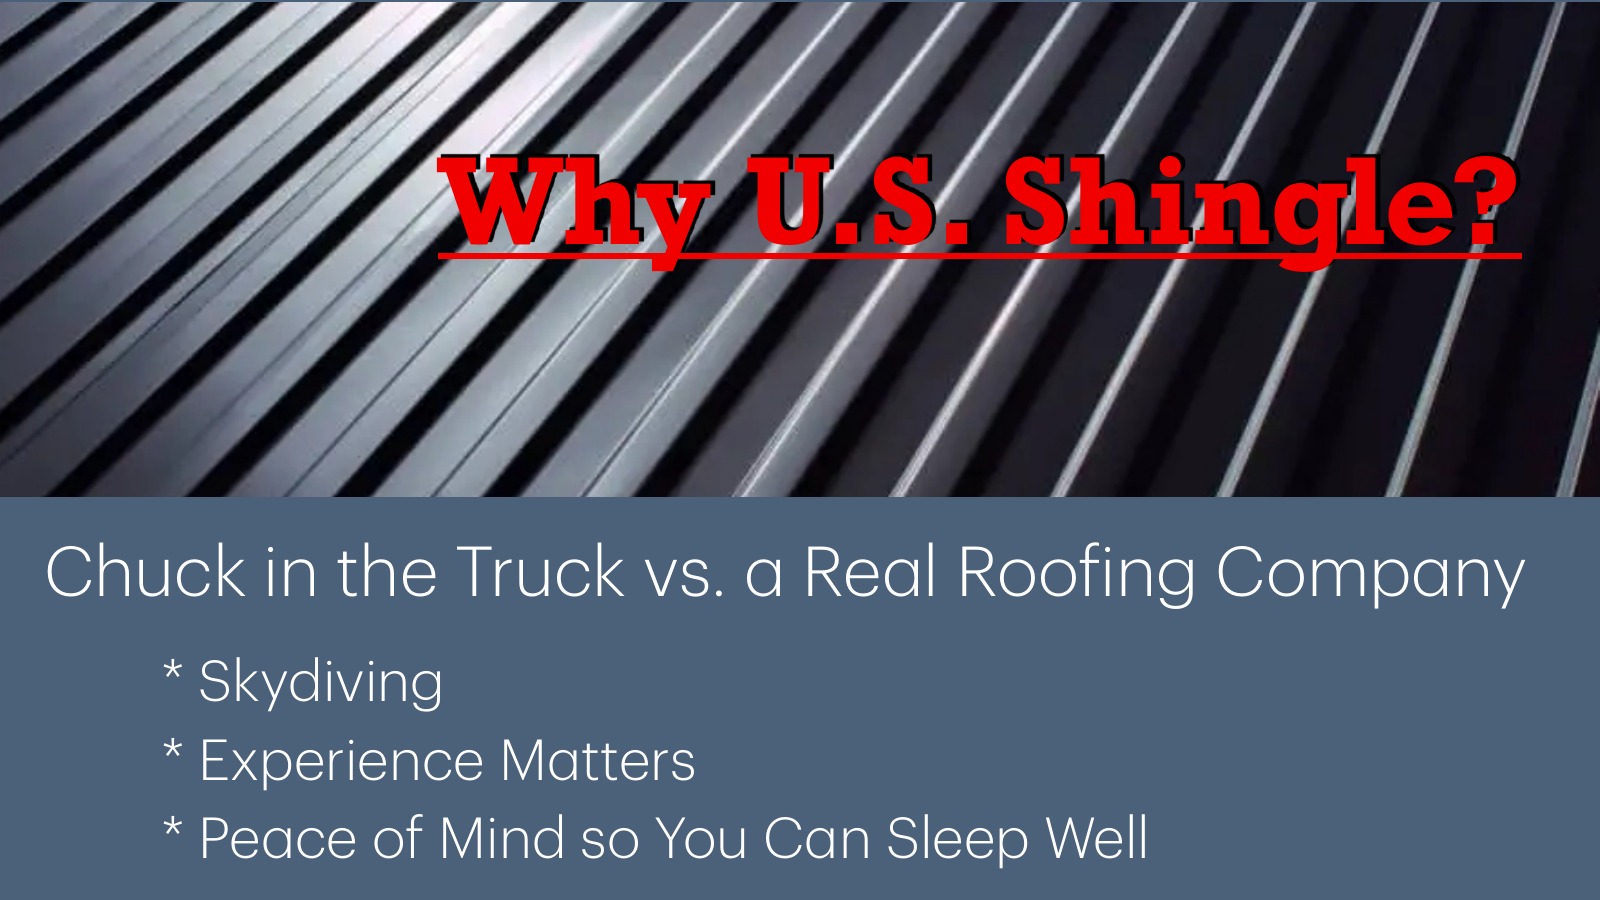 Why U.S. Shingle?
Chuck in the Truck vs. a Real Roofing Company
* Skydiving
* Experience Matters
* Peace of Mind so You Can Sleep Well